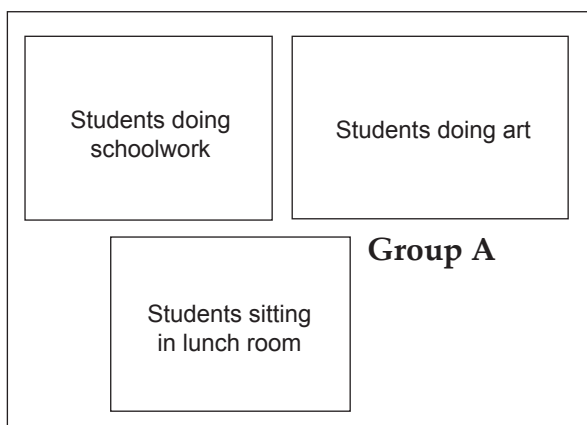 Students doing
schoolwork
Students doing art
Group A
Students sitting
in lunch room